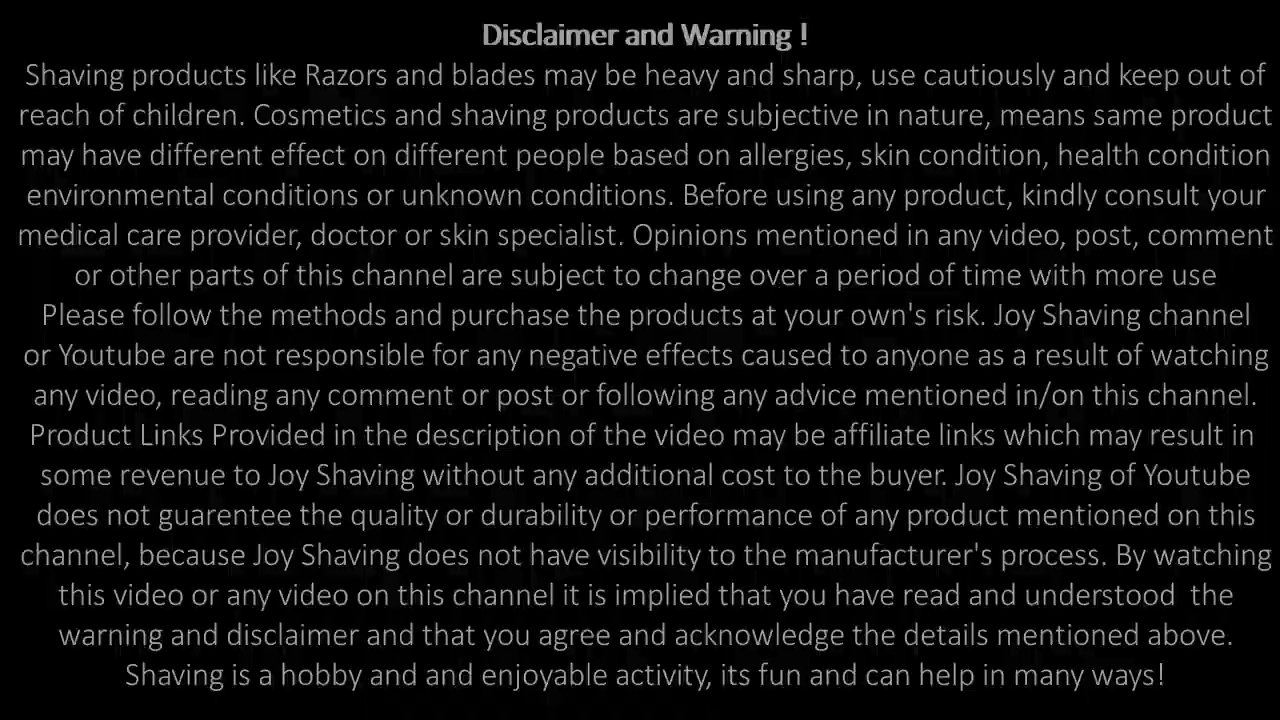 Disclaimer and Warning !
Shaving products like Razors and blades may be heavy and sharp, use cautiously and keep out of
reach of children. Cosmetics and shaving products are subjective in nature, means same product
may have different effect on different people based on allergies, skin condition, health condition
environmental conditions or unknown conditions. Before using any product, kindly consult your
medical care provider, doctor or skin specialist. Opinions mentioned in any video, post, comment
or other parts of this channel are subject to change over a period of time with more use
Please follow the methods and purchase the products at your own's risk. Joy Shaving channel
or Youtube are not responsible for any negative effects caused to anyone as a result of watching
any video, reading any comment or post or following any advice mentioned in/on this channel.
Product Links Provided in the description of the video may be affiliate links which may result in
some revenue to Joy Shaving without any additional cost to the buyer. Joy Shaving of Youtube
does not guarentee the quality or durability or performance of any product mentioned on this
channel, because Joy Shaving does not have visibility to the manufacturer's process. By watching
this video or any video on this channel it is implied that you have read and understood  the
warning and disclaimer and that you agree and acknowledge the details mentioned above.
Shaving is a hobby and and enjoyable activity, its fun and can help in many ways!